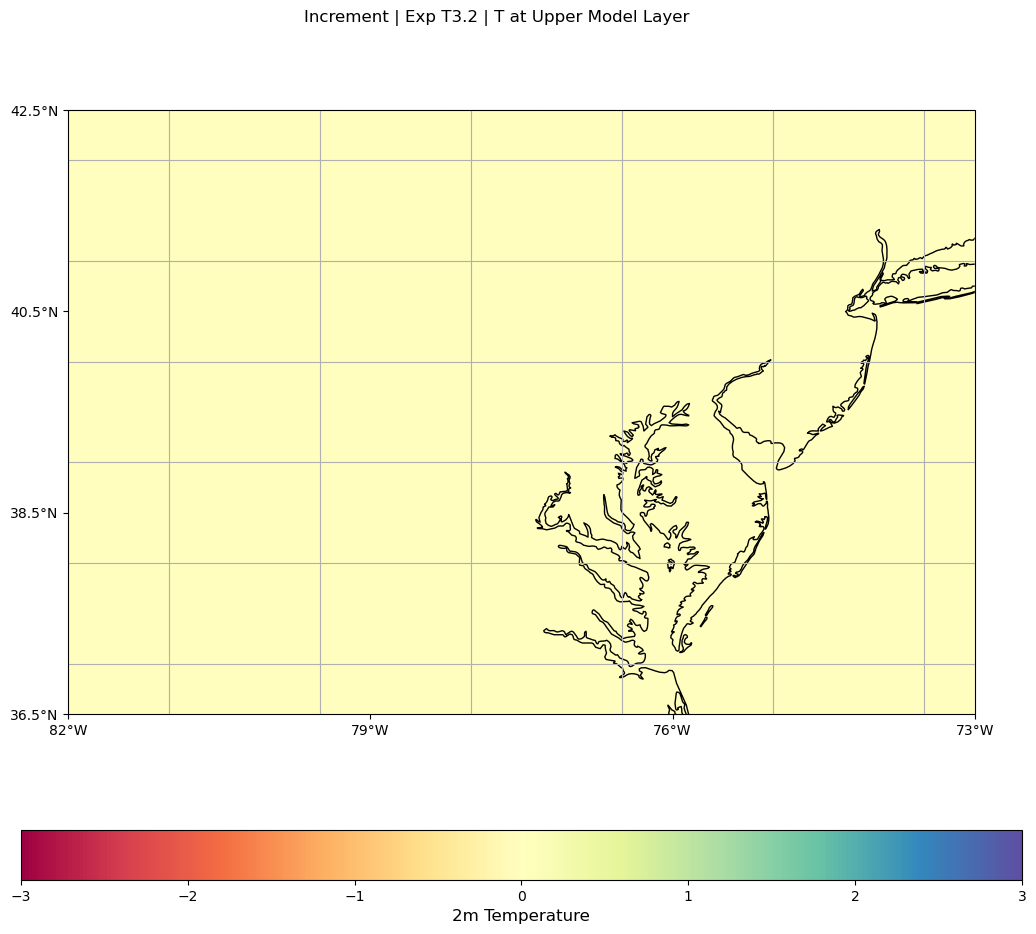 Increment | Exp T3.2 | T at Upper Model Layer
42.5°N
40.5°N
38.5°N
36.5°N
82°W 79°W 76°W 73°W
−3 −2 −1 0 1 2 3
2m Temperature